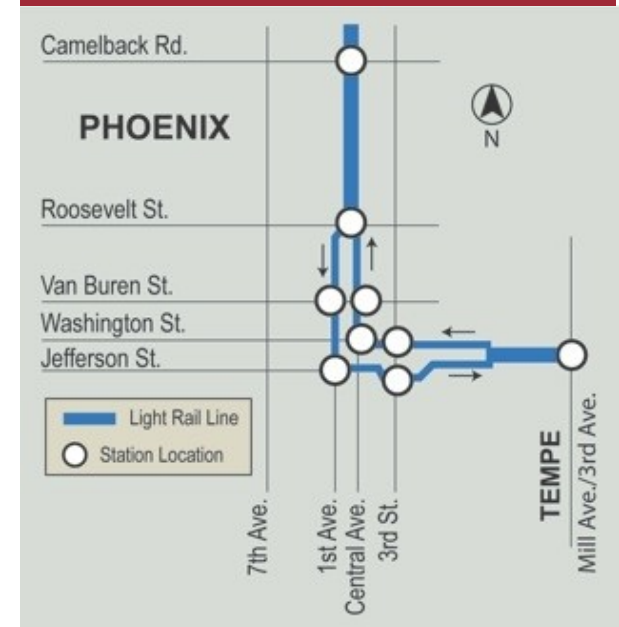 Camelback Rd.
PHOENIX
N
Roosevelt St.
Van Buren St.
Washington St.
Jefferson St.
Light Rail Line
Station Location
7th Ave.
1st Ave.
Central Ave.
3rd St.
TEMPE
Mill Ave./3rd Ave.